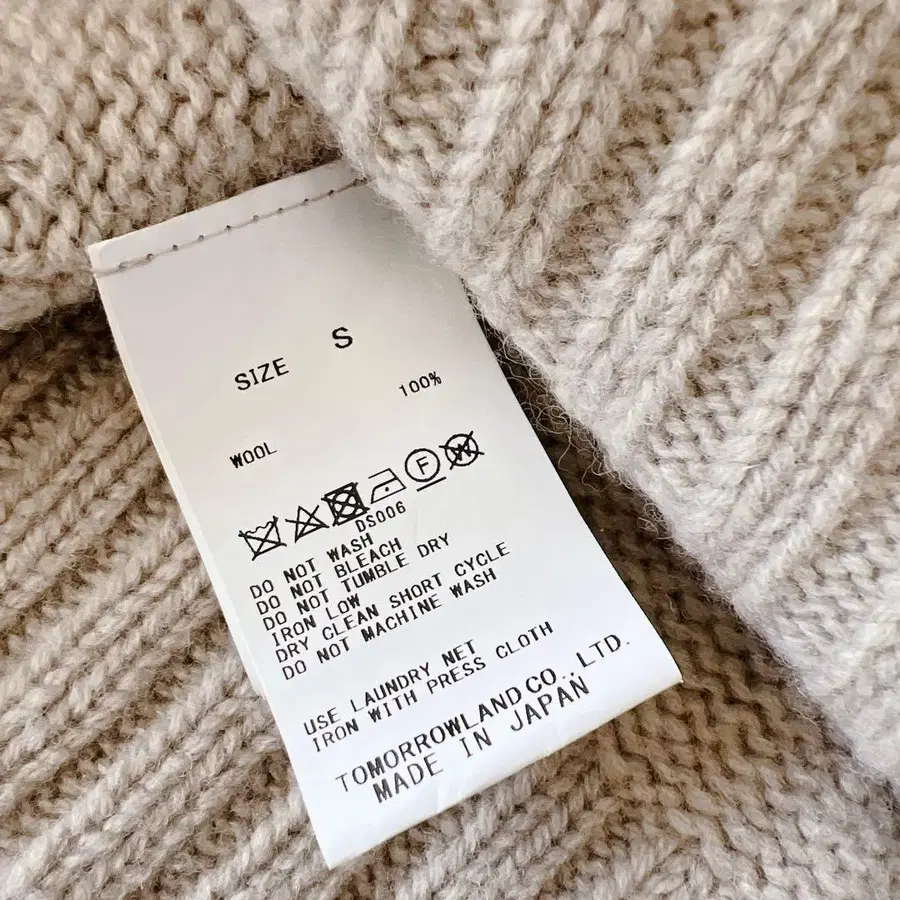 SIZE S
100%
WOOL
F W
DS006
DO NOT WASH
DO NOT BLEACH
DO NOT TUMBLE DRY
IRON LOW
DRY CLEAN SHORT CYCLE
DO NOT MACHINE WASH
USE LAUNDRY NET
IRON WITH PRESS CLOTH
TOMORROWLAND CO., LTD.
MADE IN JAPAN